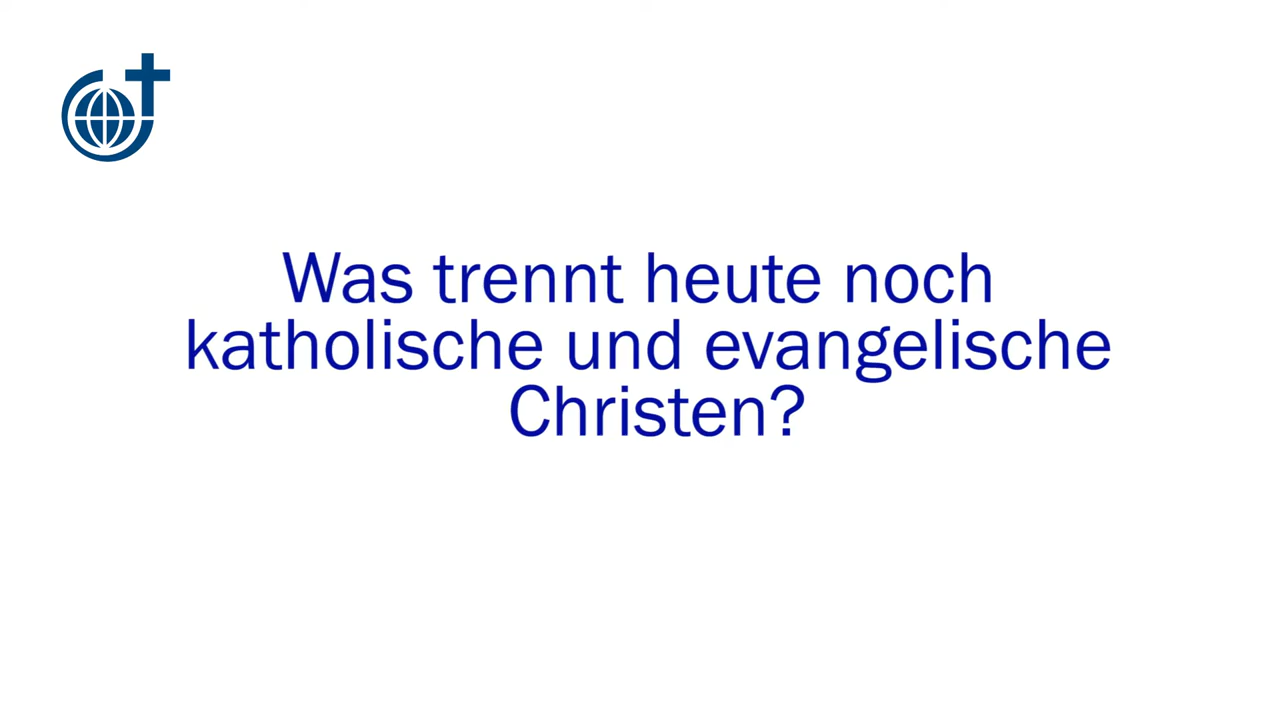 Was trennt heute noch
katholische und evangelische
Christen?